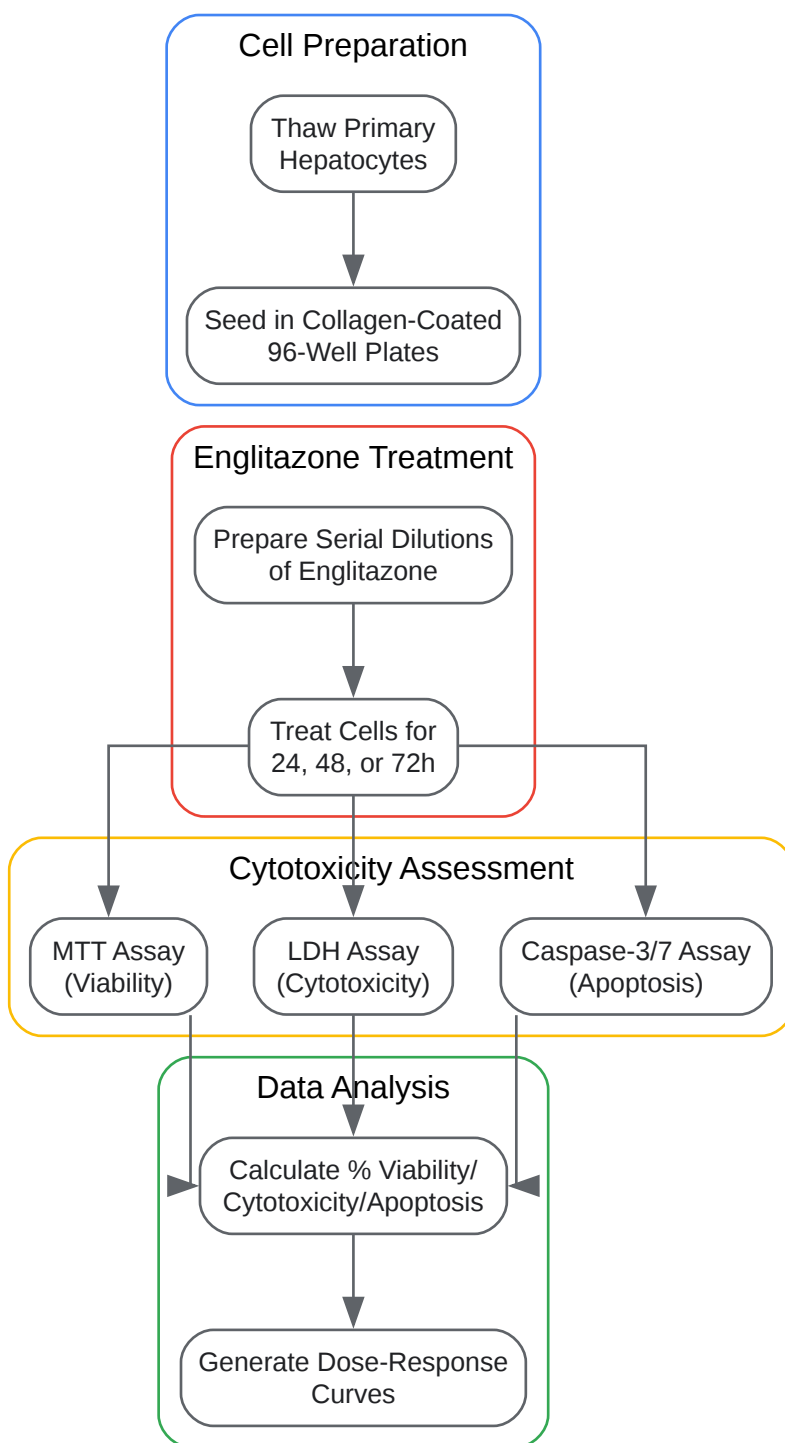 Cell Preparation
Thaw Primary
Hepatocytes
Seed in Collagen-Coated
96-Well Plates
Englitazone Treatment
Prepare Serial Dilutions
of Englitazone
Treat Cells for
24, 48, or 72h
Cytotoxicity Assessment
MTT Assay
(Viability)
LDH Assay
(Cytotoxicity)
Caspase-3/7 Assay
(Apoptosis)
Data Analysis
Calculate % Viability/
Cytotoxicity/Apoptosis
Generate Dose-Response
Curves